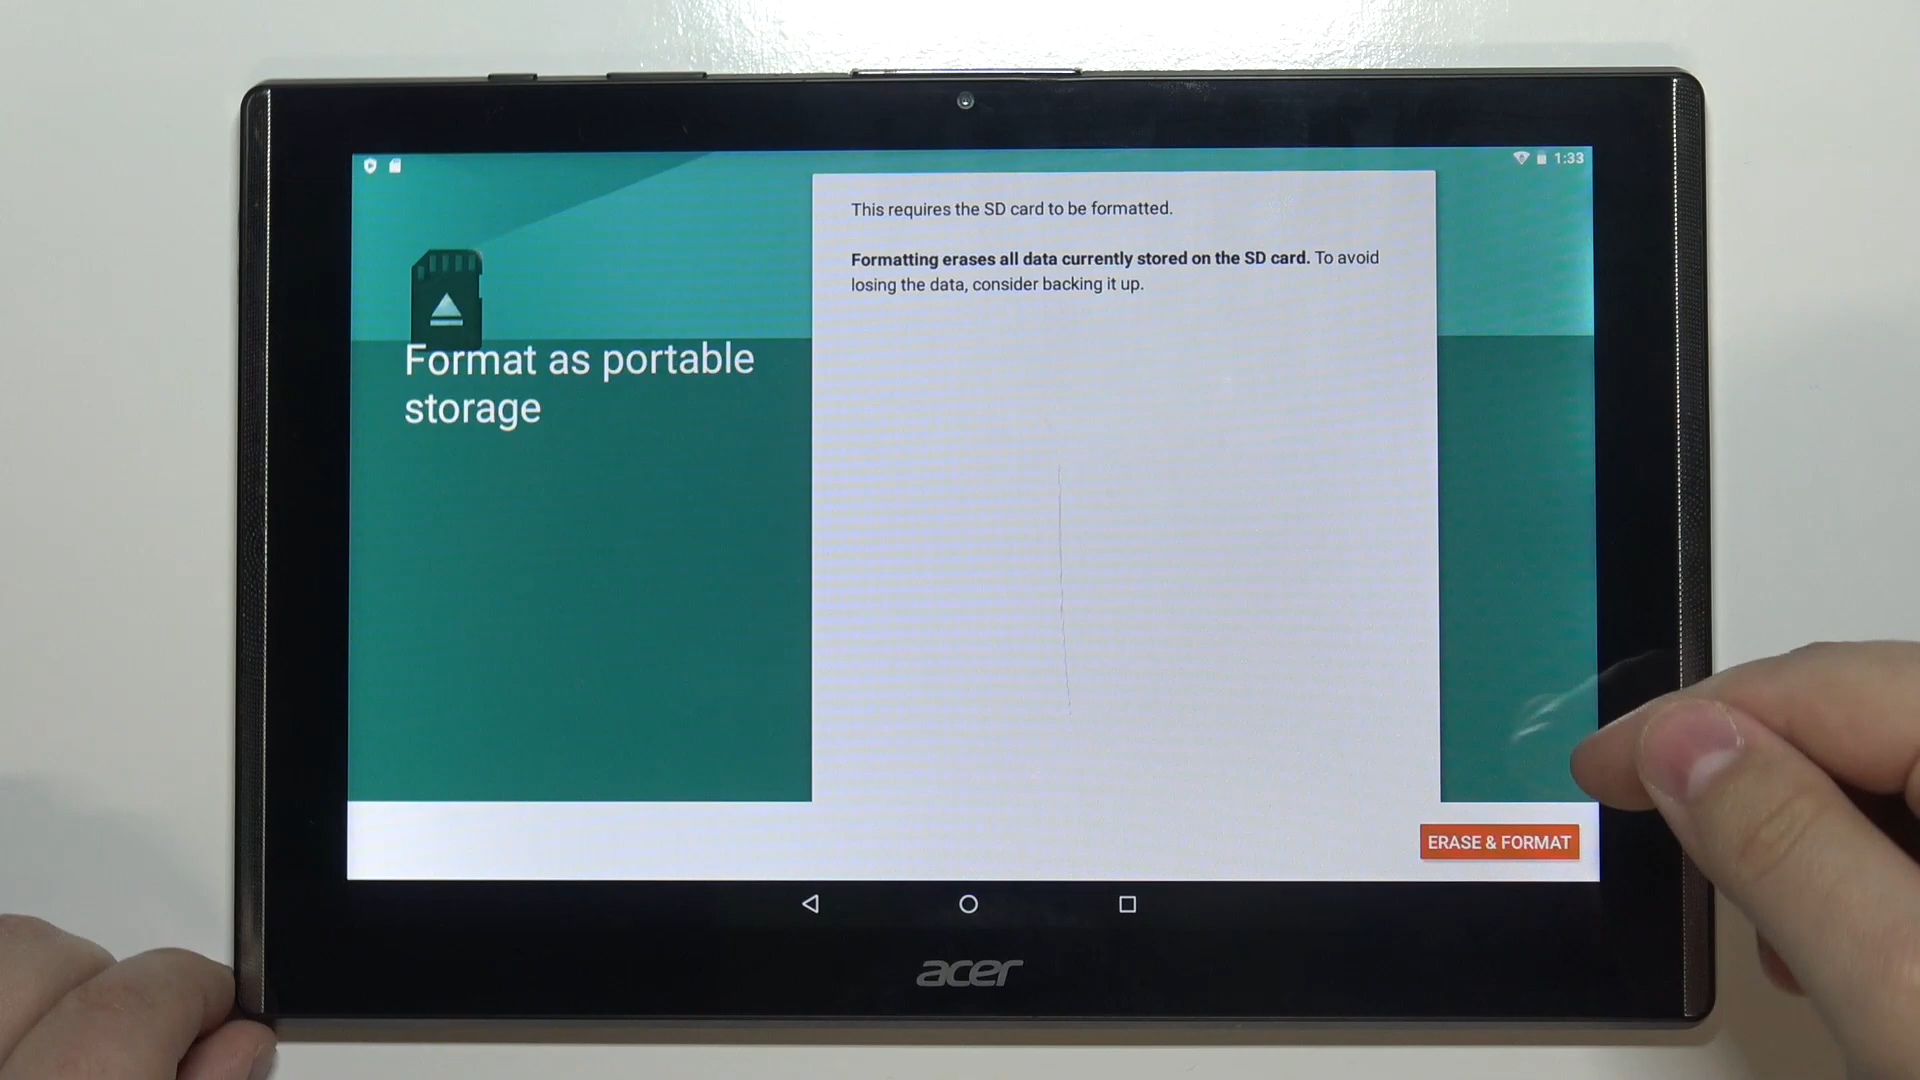 1:33
This requires the SD card to be formatted.
Formatting erases all data currently stored on the SD card. To avoid
losing the data, consider backing it up.
Format as portable
storage
ERASE & FORMAT
acer